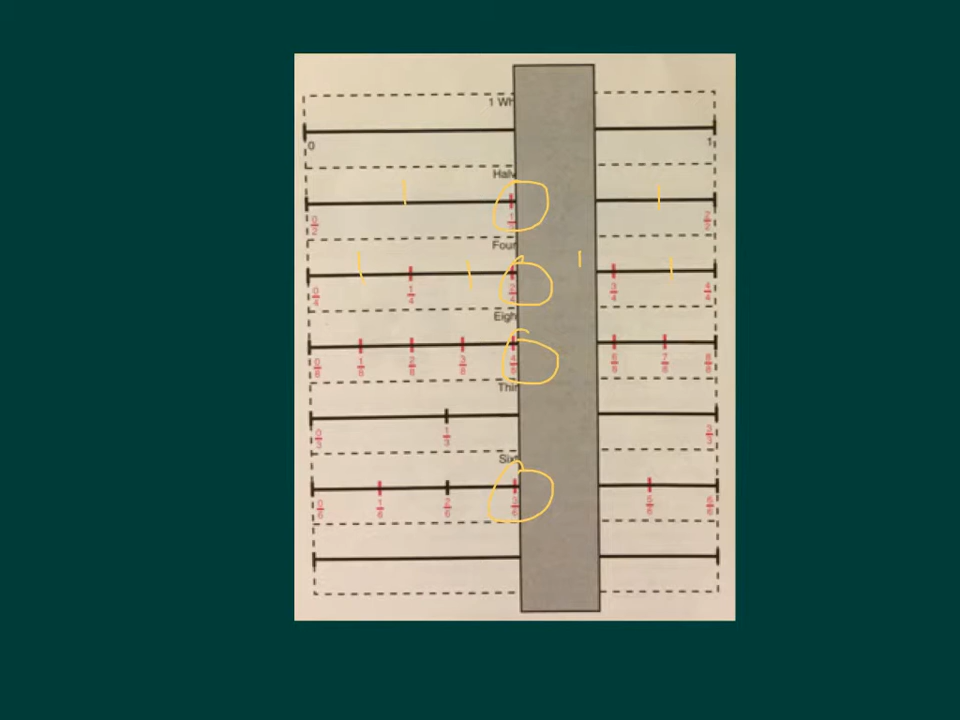 1 Wh
0 1
Halv
0/2 1/2 2/2
Four
0/4 1/4 2/4 3/4 4/4
Eigh
0/8 1/8 2/8 3/8 4/8 6/8 7/8 8/8
Thir
0/3 1/3 3/3
Sixt
0/6 1/6 2/6 3/6 5/6 6/6